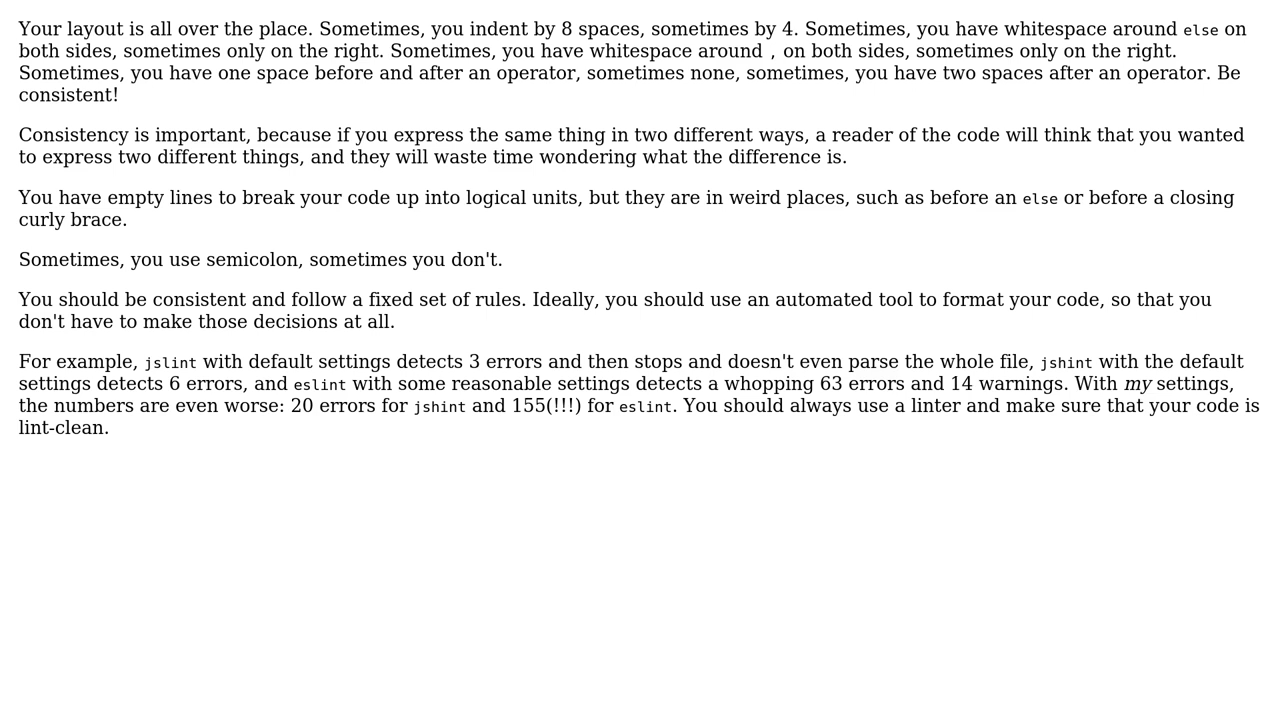 Your layout is all over the place. Sometimes, you indent by 8 spaces, sometimes by 4. Sometimes, you have whitespace around else on
both sides, sometimes only on the right. Sometimes, you have whitespace around , on both sides, sometimes only on the right.
Sometimes, you have one space before and after an operator, sometimes none, sometimes, you have two spaces after an operator. Be
consistent!
Consistency is important, because if you express the same thing in two different ways, a reader of the code will think that you wanted
to express two different things, and they will waste time wondering what the difference is.
You have empty lines to break your code up into logical units, but they are in weird places, such as before an else or before a closing
curly brace.
Sometimes, you use semicolon, sometimes you don't.
You should be consistent and follow a fixed set of rules. Ideally, you should use an automated tool to format your code, so that you
don't have to make those decisions at all.
For example, jslint with default settings detects 3 errors and then stops and doesn't even parse the whole file, jshint with the default
settings detects 6 errors, and eslint with some reasonable settings detects a whopping 63 errors and 14 warnings. With my settings,
the numbers are even worse: 20 errors for jshint and 155(!!!) for eslint. You should always use a linter and make sure that your code is
lint-clean.